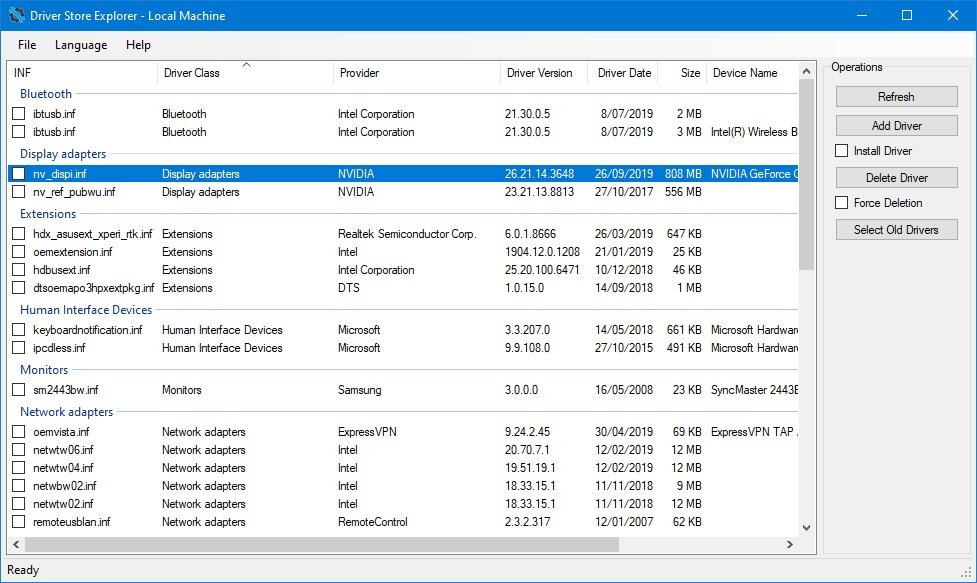 Driver Store Explorer - Local Machine
File Language Help
INF Driver Class Provider Driver Version Driver Date Size Device Name
Bluetooth
ibtusb.inf Bluetooth Intel Corporation 21.30.0.5 8/07/2019 2 MB
ibtusb.inf Bluetooth Intel Corporation 21.30.0.5 8/07/2019 3 MB Intel(R) Wireless B
Display adapters
nv_dispi.inf Display adapters NVIDIA 26.21.14.3648 26/09/2019 808 MB NVIDIA GeForce
nv_ref_pubwu.inf Display adapters NVIDIA 23.21.13.8813 27/10/2017 556 MB
Extensions
hdx_asusext_xperi_rtk.inf Extensions Realtek Semiconductor Corp. 6.0.1.8666 26/03/2019 647 KB
oemextension.inf Extensions Intel 1904.12.0.1208 21/01/2019 25 KB
hdbusext.inf Extensions Intel Corporation 25.20.100.6471 10/12/2018 46 KB
dtsoemapo3hpxextpkg.inf Extensions DTS 1.0.15.0 14/09/2018 1 MB
Human Interface Devices
keyboardnotification.inf Human Interface Devices Microsoft 3.3.207.0 14/05/2018 661 KB Microsoft Hardwar
ipcdless.inf Human Interface Devices Microsoft 9.9.108.0 27/10/2015 491 KB Microsoft Hardwar
Monitors
sm2443bw.inf Monitors Samsung 3.0.0.0 16/05/2008 23 KB SyncMaster 2443B
Network adapters
oemvista.inf Network adapters ExpressVPN 9.24.2.45 30/04/2019 69 KB ExpressVPN TAP
netwtw06.inf Network adapters Intel 20.70.7.1 12/02/2019 12 MB
netwtw04.inf Network adapters Intel 19.51.19.1 12/02/2019 12 MB
netwbw02.inf Network adapters Intel 18.33.15.1 11/11/2018 9 MB
netwtw02.inf Network adapters Intel 18.33.15.1 11/11/2018 12 MB
remoteusblan.inf Network adapters RemoteControl 2.3.2.317 12/01/2007 62 KB
Operations
Refresh
Add Driver
Install Driver
Delete Driver
Force Deletion
Select Old Drivers
Ready